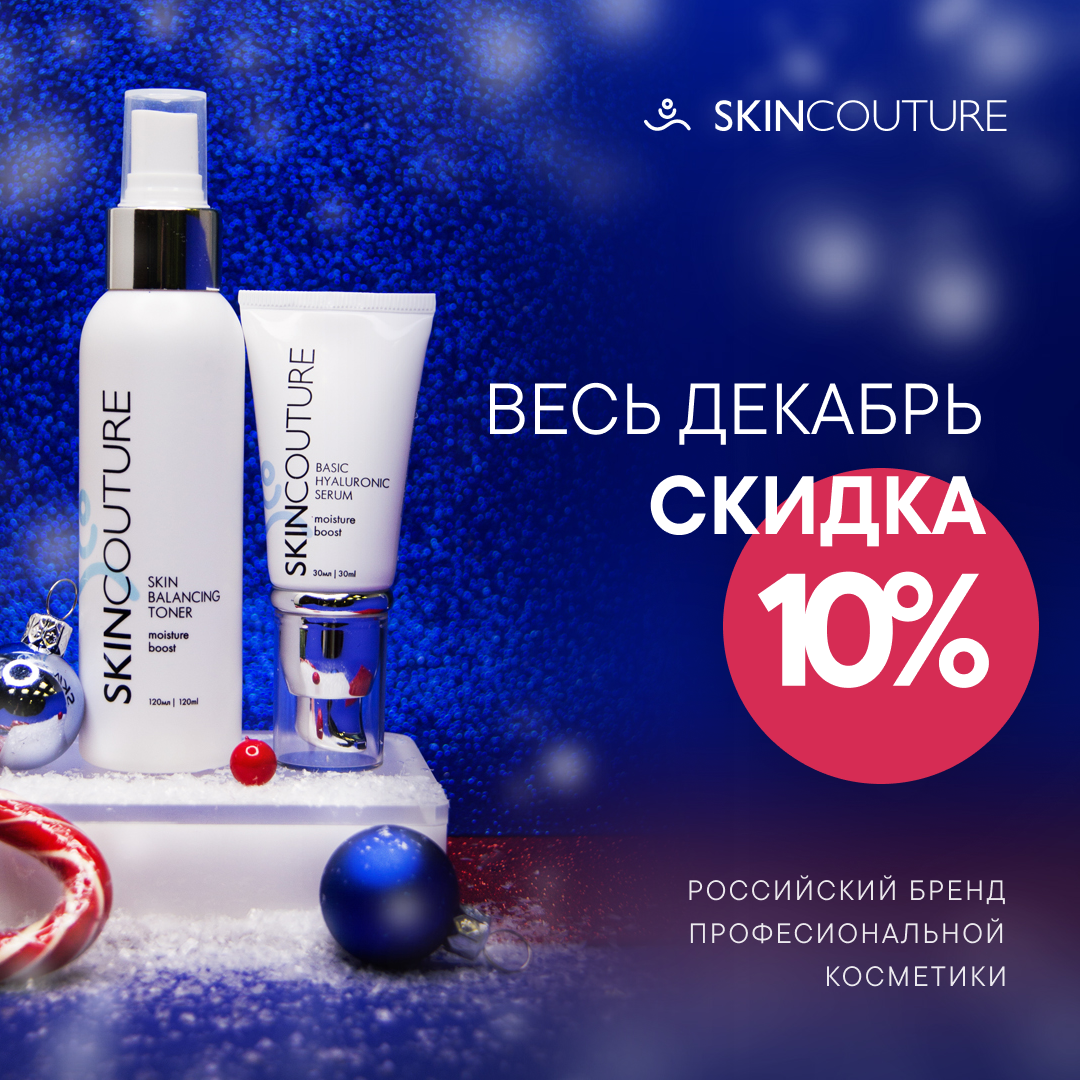 SKINCOUTURE
ВЕСЬ ДЕКАБРЬ
СКИДКА
10%
РОССИЙСКИЙ БРЕНД
ПРОФЕСИОНАЛЬНОЙ
КОСМЕТИКИ
SKINCOUTURE
SKIN
BALANCING
TONER
moisture
boost
120мл | 120ml
SKINCOUTURE
BASIC
HYALURONIC
SERUM
moisture
boost
30мл | 30ml